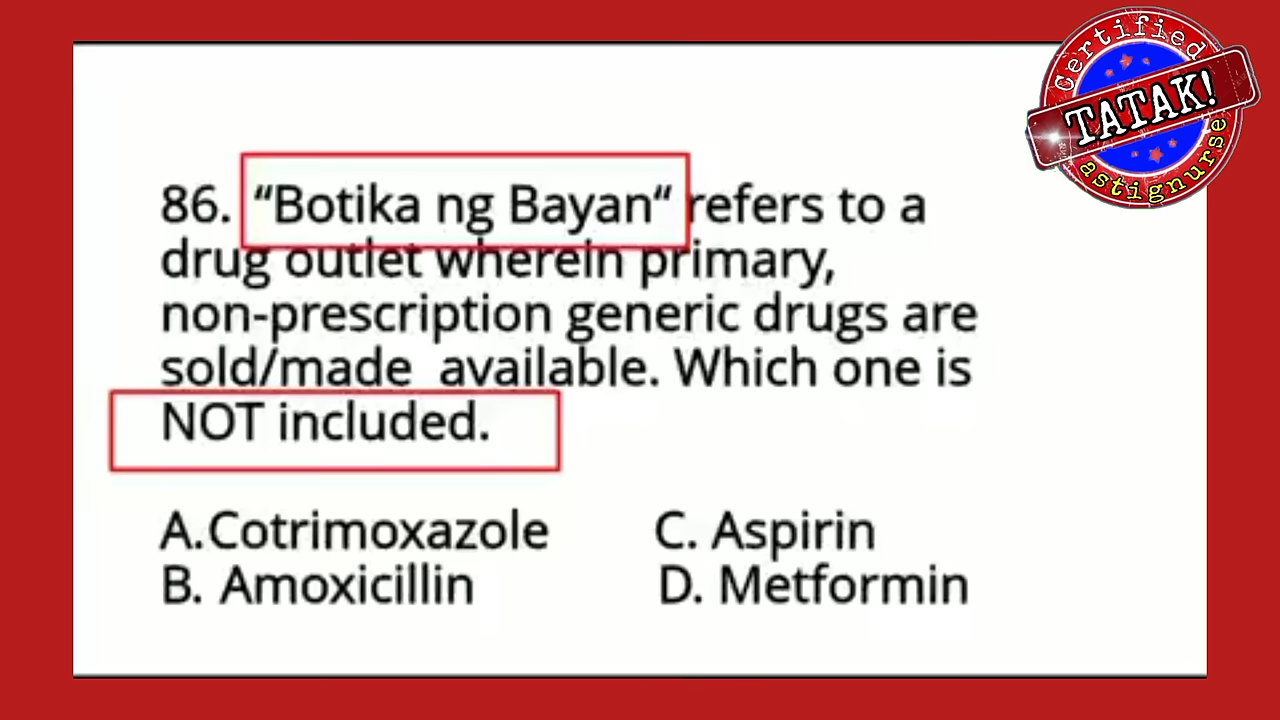 Certified
TATAK!
astignurse
86. “Botika ng Bayan“ refers to a
drug outlet wherein primary,
non-prescription generic drugs are
sold/made  available. Which one is
NOT included.
A.Cotrimoxazole C. Aspirin
B. Amoxicillin D. Metformin